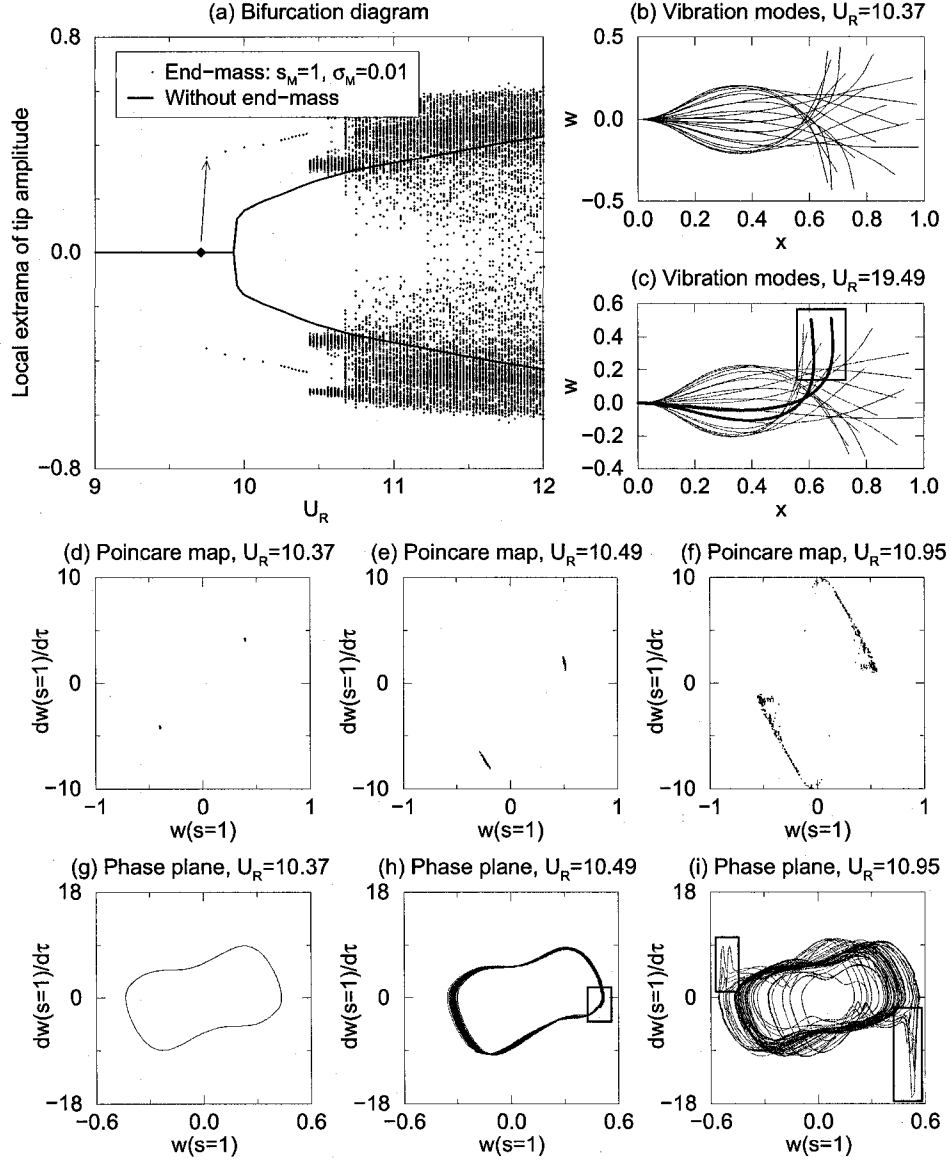 (a) Bifurcation diagram
Local extrama of tip amplitude
0.8
0.0
−0.8
End−mass: s_M=1, σ_M=0.01
Without end−mass
9 10 11 12
U_R
(b) Vibration modes, U_R=10.37
w
0.5
0.0
−0.5
0.0 0.2 0.4 0.6 0.8 1.0
x
(c) Vibration modes, U_R=19.49
w
0.6
0.4
0.2
0.0
−0.2
−0.4
0.0 0.2 0.4 0.6 0.8 1.0
x
(d) Poincare map, U_R=10.37
dw(s=1)/dτ
10
0
−10
−1 0 1
w(s=1)
(e) Poincare map, U_R=10.49
dw(s=1)/dτ
10
0
−10
−1 0 1
w(s=1)
(f) Poincare map, U_R=10.95
dw(s=1)/dτ
10
0
−10
−1 0 1
w(s=1)
(g) Phase plane, U_R=10.37
dw(s=1)/dτ
18
0
−18
−0.6 0.0 0.6
w(s=1)
(h) Phase plane, U_R=10.49
dw(s=1)/dτ
18
0
−18
−0.6 0.0 0.6
w(s=1)
(i) Phase plane, U_R=10.95
dw(s=1)/dτ
18
0
−18
−0.6 0.0 0.6
w(s=1)